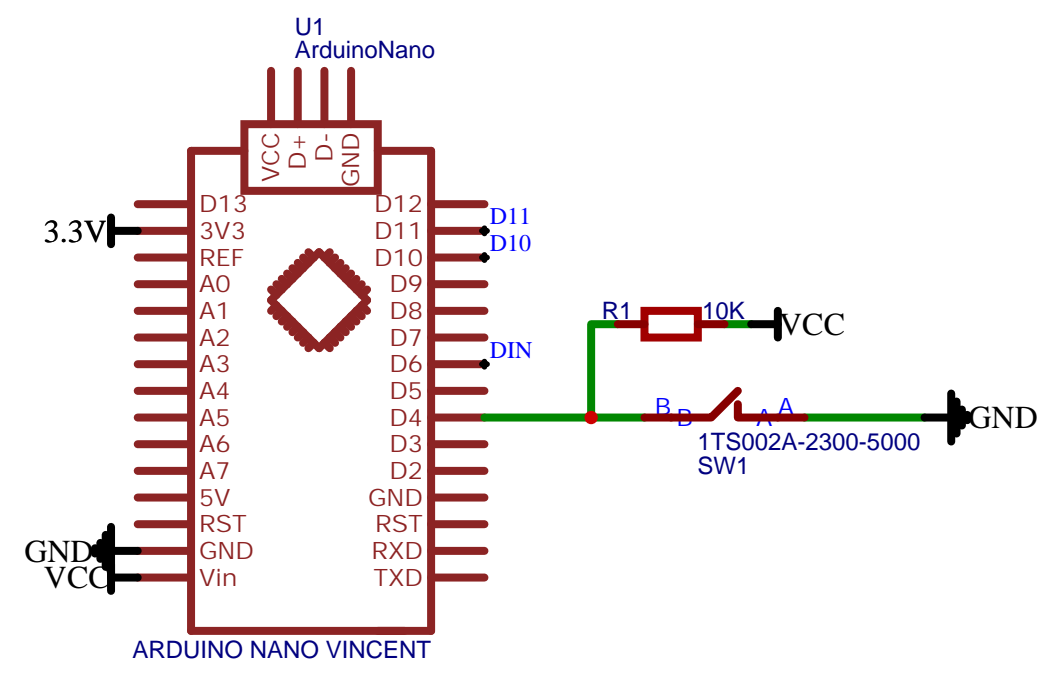 U1
ArduinoNano
VCC
D+
D-
GND
D13
3V3
REF
A0
A1
A2
A3
A4
A5
A6
A7
5V
RST
GND
Vin
D12
D11
D10
D9
D8
D7
D6
D5
D4
D3
D2
GND
RST
RXD
TXD
3.3V
GND
VCC
D11
D10
DIN
R1 10K
VCC
B
B
A
A
GND
1TS002A-2300-5000
SW1
ARDUINO NANO VINCENT